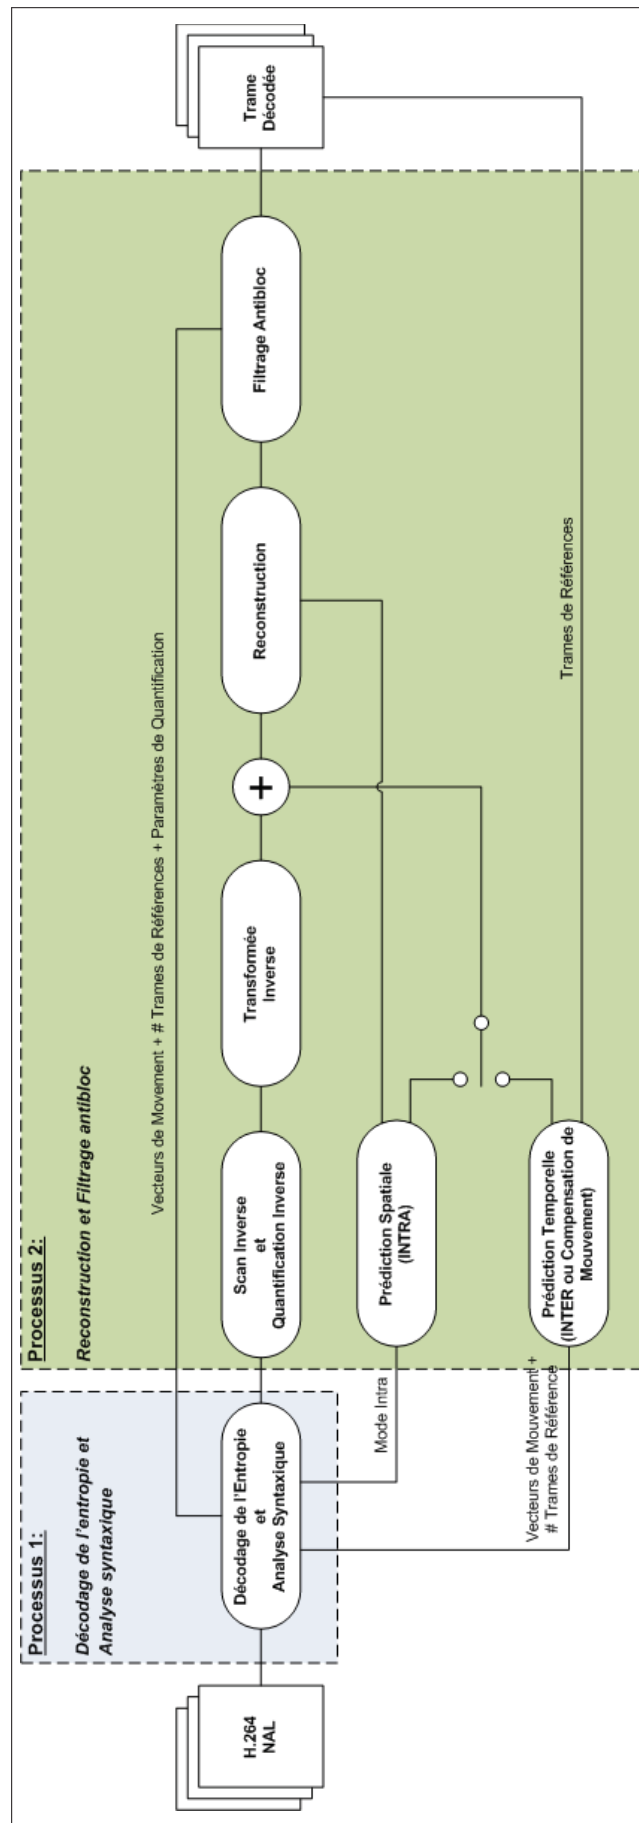 Processus 1:
Décodage de l'entropie et
Analyse syntaxique
Processus 2:
Reconstruction et Filtrage antibloc
Vecteurs de Movement + # Trames de Références + Paramètres de Quantification
H.264
NAL
Décodage de l'Entropie
et
Analyse Syntaxique
Scan Inverse
et
Quantification Inverse
Transformée
Inverse
+
Reconstruction
Filtrage Antibloc
Trame
Décodée
Mode Intra
Prédiction Spatiale
(INTRA)
Vecteurs de Mouvement +
# Trames de Référence
Prédiction Temporelle
(INTER ou Compensation de
Mouvement)
Trames de Références